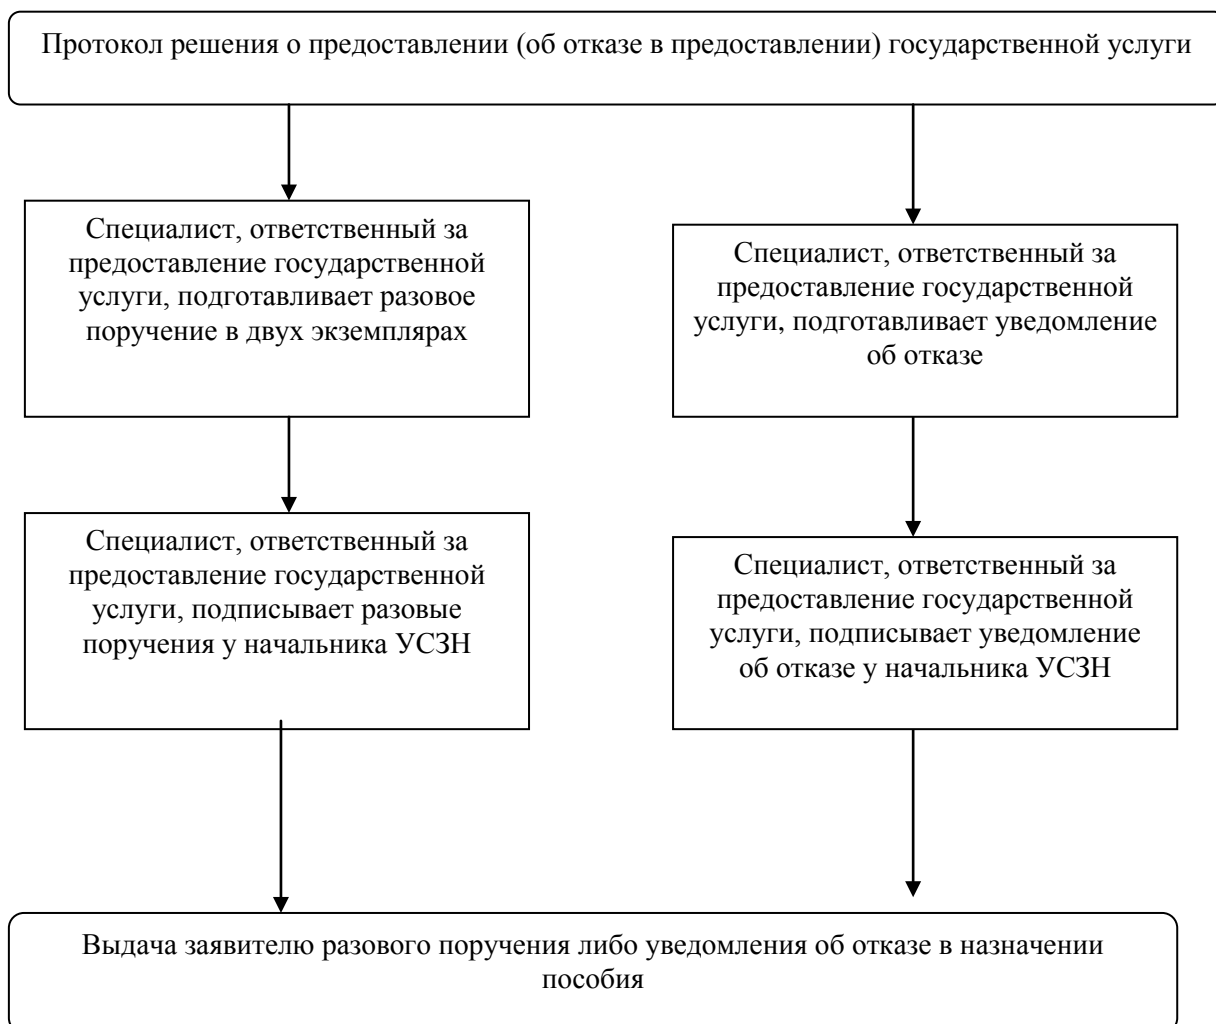 Протокол решения о предоставлении (об отказе в предоставлении) государственной услуги
Специалист, ответственный за
предоставление государственной
услуги, подготавливает разовое
поручение в двух экземплярах
Специалист, ответственный за
предоставление государственной
услуги, подготавливает уведомление
об отказе
Специалист, ответственный за
предоставление государственной
услуги, подписывает разовые
поручения у начальника УСЗН
Специалист, ответственный за
предоставление государственной
услуги, подписывает уведомление
об отказе у начальника УСЗН
Выдача заявителю разового поручения либо уведомления об отказе в назначении
пособия